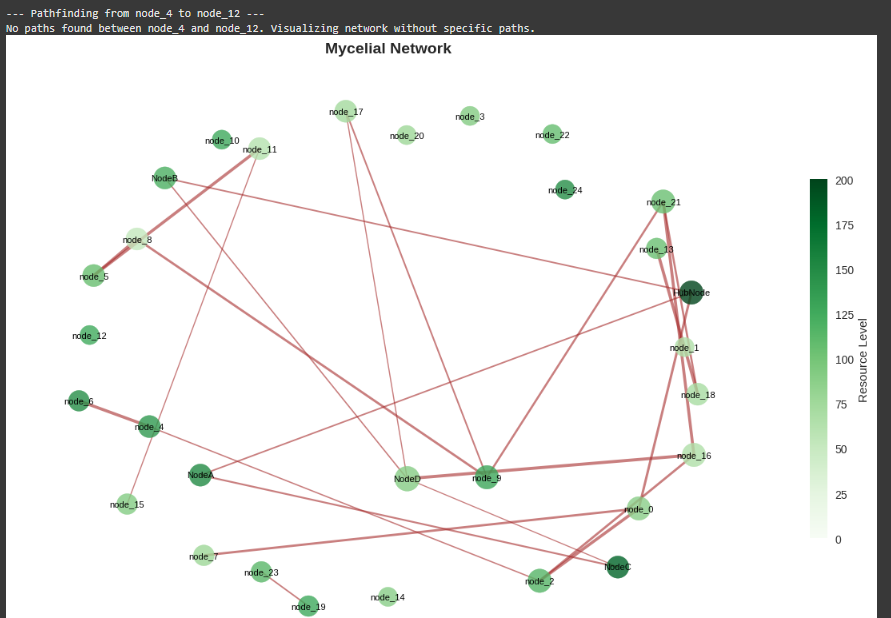 --- Pathfinding from node_4 to node_12 ---
No paths found between node_4 and node_12. Visualizing network without specific paths.
Mycelial Network
node_17
node_3
node_20
node_22
node_10
node_11
NodeB
200
node_24
node_21
175
node_8
node_13
150
node_5
HubNode
125
node_12
node_1
100
Resource Level
node_18
75
node_6
node_4
50
node_16
NodeA
NodeD
node_9
25
node_15
node_0
0
node_7
NodeC
node_23
node_2
node_14
node_19